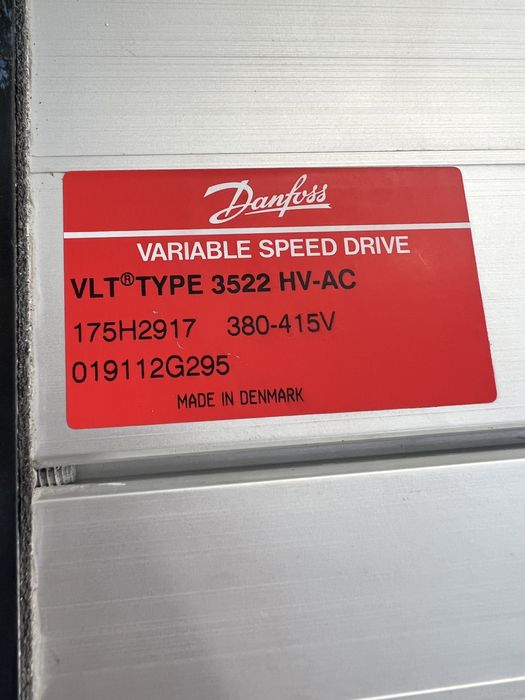 Danfoss
VARIABLE SPEED DRIVE
VLT® TYPE 3522 HV-AC
175H2917 380-415V
019112G295
MADE IN DENMARK